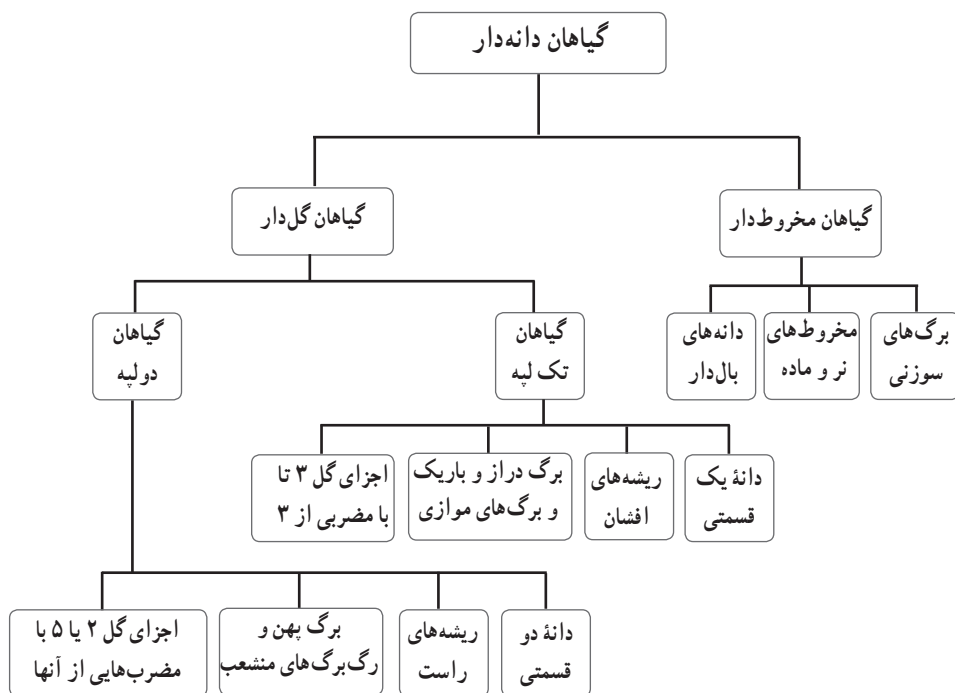 گیاهان دانه‌دار
گیاهان مخروط‌دار
گیاهان گل‌دار
برگ‌های
سوزنی
مخروط‌های
نر و ماده
دانه‌های
بال‌دار
گیاهان
تک لپه
گیاهان
دولپه
دانهٔ یک
قسمتی
ریشه‌های
افشان
برگ دراز و باریک
و برگ‌های موازی
اجزای گل ۳ تا
با مضربی از ۳
دانهٔ دو
قسمتی
ریشه‌های
راست
برگ پهن و
رگ‌برگ‌های منشعب
اجزای گل ۲ یا ۵ با
مضرب‌هایی از آنها